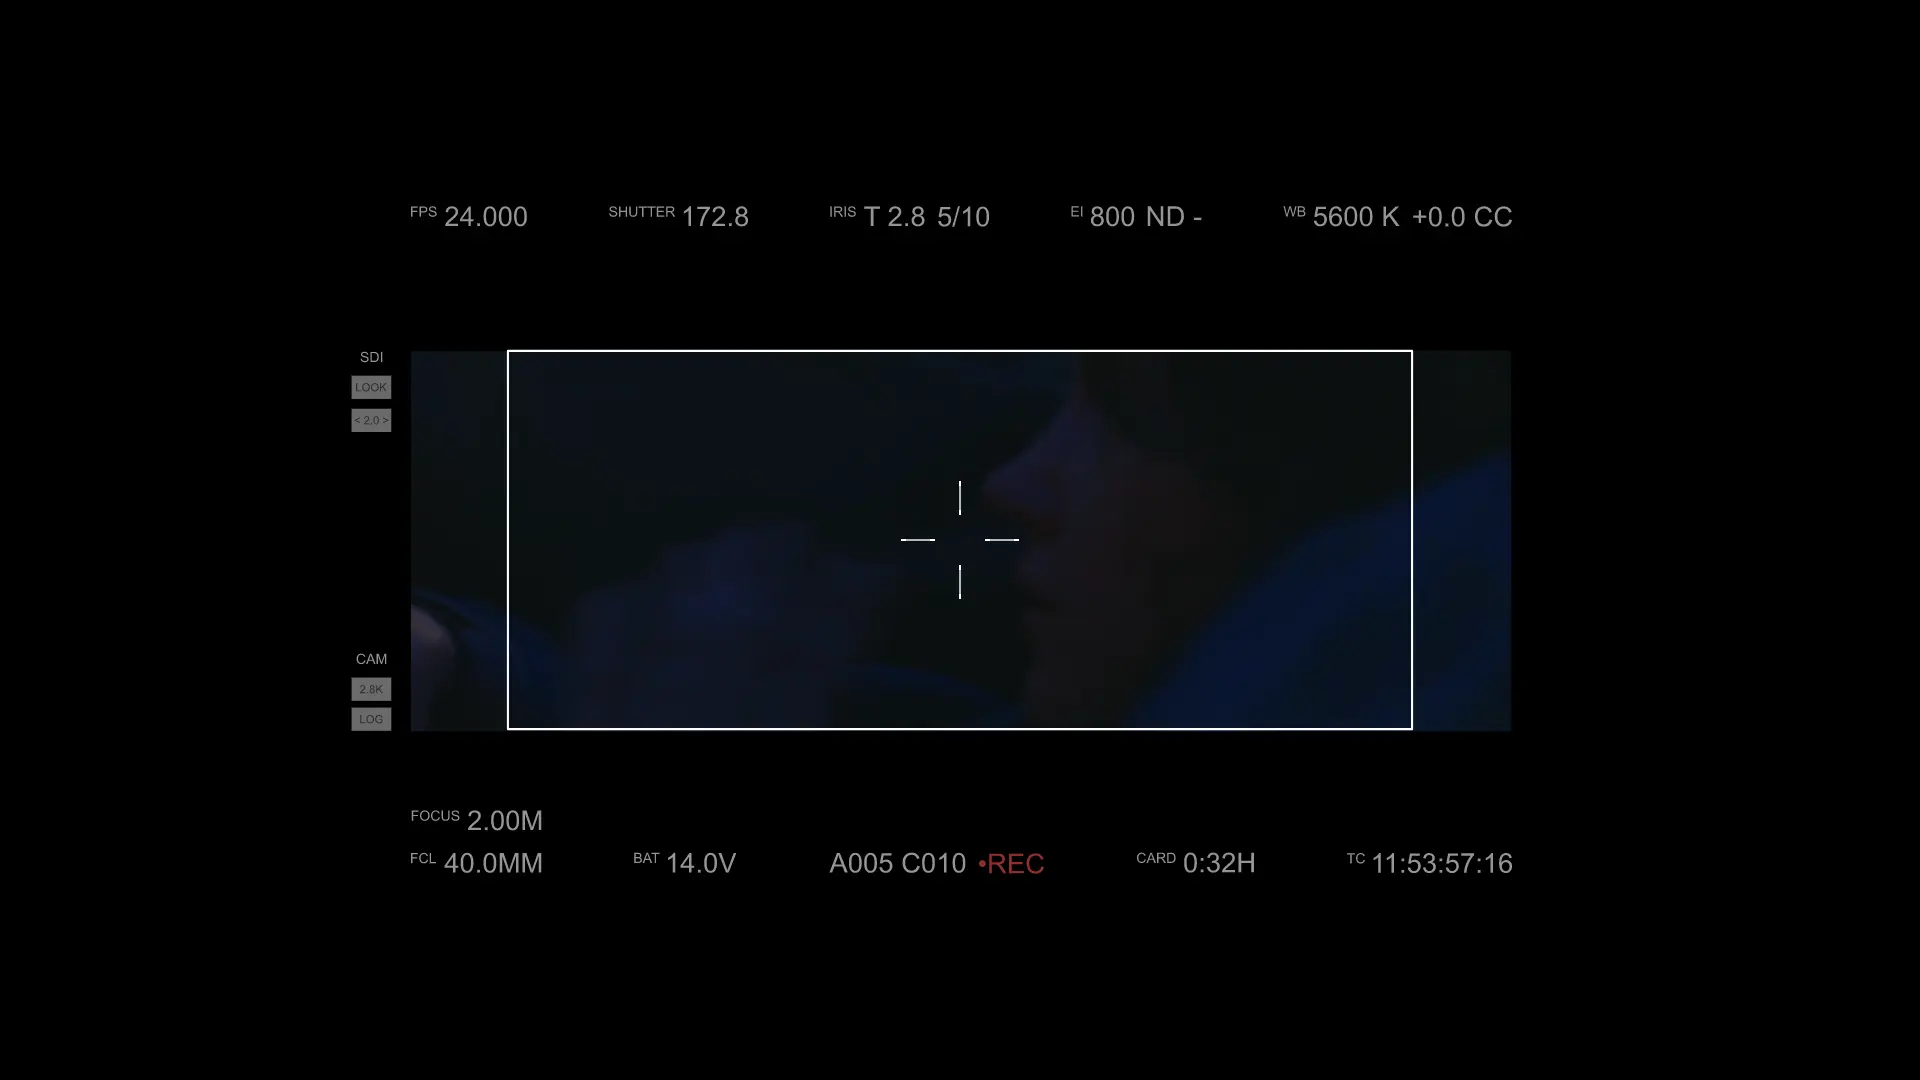 FPS 24.000 SHUTTER 172.8 IRIS T 2.8 5/10 EI 800 ND - WB 5600 K +0.0 CC
SDI
LOOK
< 2.0 >
CAM
2.8K
LOG
FOCUS 2.00M
FCL 40.0MM BAT 14.0V A005 C010 •REC CARD 0:32H TC 11:53:57:16